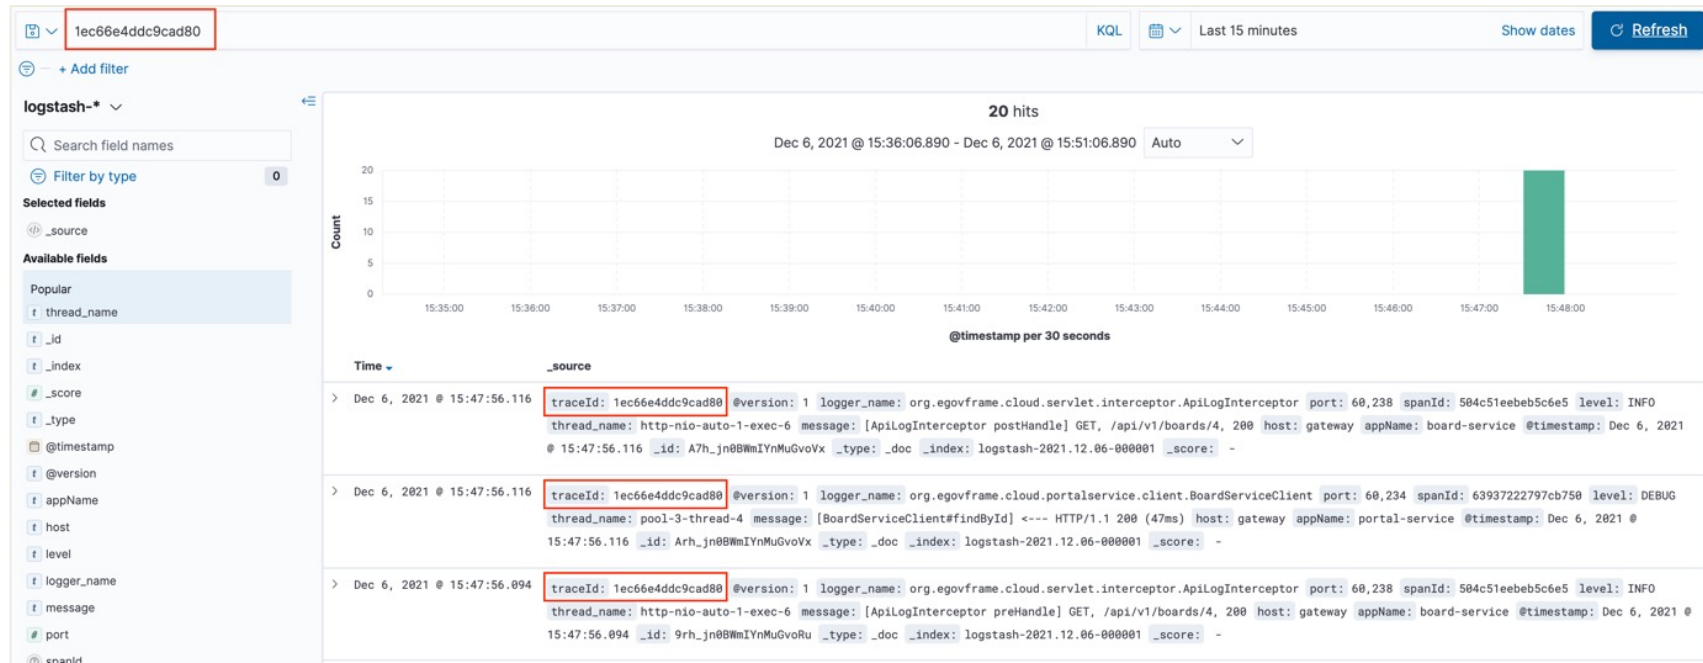 1ec66e4ddc9cad80 KQL Last 15 minutes Show dates Refresh
+ Add filter
logstash-*
Search field names
Filter by type 0
Selected fields
_source
Available fields
Popular
thread_name
_id
_index
_score
_type
@timestamp
@version
appName
host
level
logger_name
message
port
spanId
20 hits
Dec 6, 2021 @ 15:36:06.890 - Dec 6, 2021 @ 15:51:06.890 Auto
20
15
10
5
0
Count
15:35:00 15:36:00 15:37:00 15:38:00 15:39:00 15:40:00 15:41:00 15:42:00 15:43:00 15:44:00 15:45:00 15:46:00 15:47:00 15:48:00
@timestamp per 30 seconds
Time _source
Dec 6, 2021 @ 15:47:56.116 traceId: 1ec66e4ddc9cad80 @version: 1 logger_name: org.egovframe.cloud.servlet.interceptor.ApiLogInterceptor port: 60,238 spanId: 504c51eebeb5c6e5 level: INFO
thread_name: http-nio-auto-1-exec-6 message: [ApiLogInterceptor postHandle] GET, /api/v1/boards/4, 200 host: gateway appName: board-service @timestamp: Dec 6, 2021
@ 15:47:56.116 _id: A7h_jn0BWmIYnMuGvoVx _type: _doc _index: logstash-2021.12.06-000001 _score: -
Dec 6, 2021 @ 15:47:56.116 traceId: 1ec66e4ddc9cad80 @version: 1 logger_name: org.egovframe.cloud.portalservice.client.BoardServiceClient port: 60,234 spanId: 63937222797cb750 level: DEBUG
thread_name: pool-3-thread-4 message: [BoardServiceClient#findById] <--- HTTP/1.1 200 (47ms) host: gateway appName: portal-service @timestamp: Dec 6, 2021 @
15:47:56.116 _id: Arh_jn0BWmIYnMuGvoVx _type: _doc _index: logstash-2021.12.06-000001 _score: -
Dec 6, 2021 @ 15:47:56.094 traceId: 1ec66e4ddc9cad80 @version: 1 logger_name: org.egovframe.cloud.servlet.interceptor.ApiLogInterceptor port: 60,238 spanId: 504c51eebeb5c6e5 level: INFO
thread_name: http-nio-auto-1-exec-6 message: [ApiLogInterceptor preHandle] GET, /api/v1/boards/4, 200 host: gateway appName: board-service @timestamp: Dec 6, 2021 @
15:47:56.094 _id: 9rh_jn0BWmIYnMuGvoRu _type: _doc _index: logstash-2021.12.06-000001 _score: -